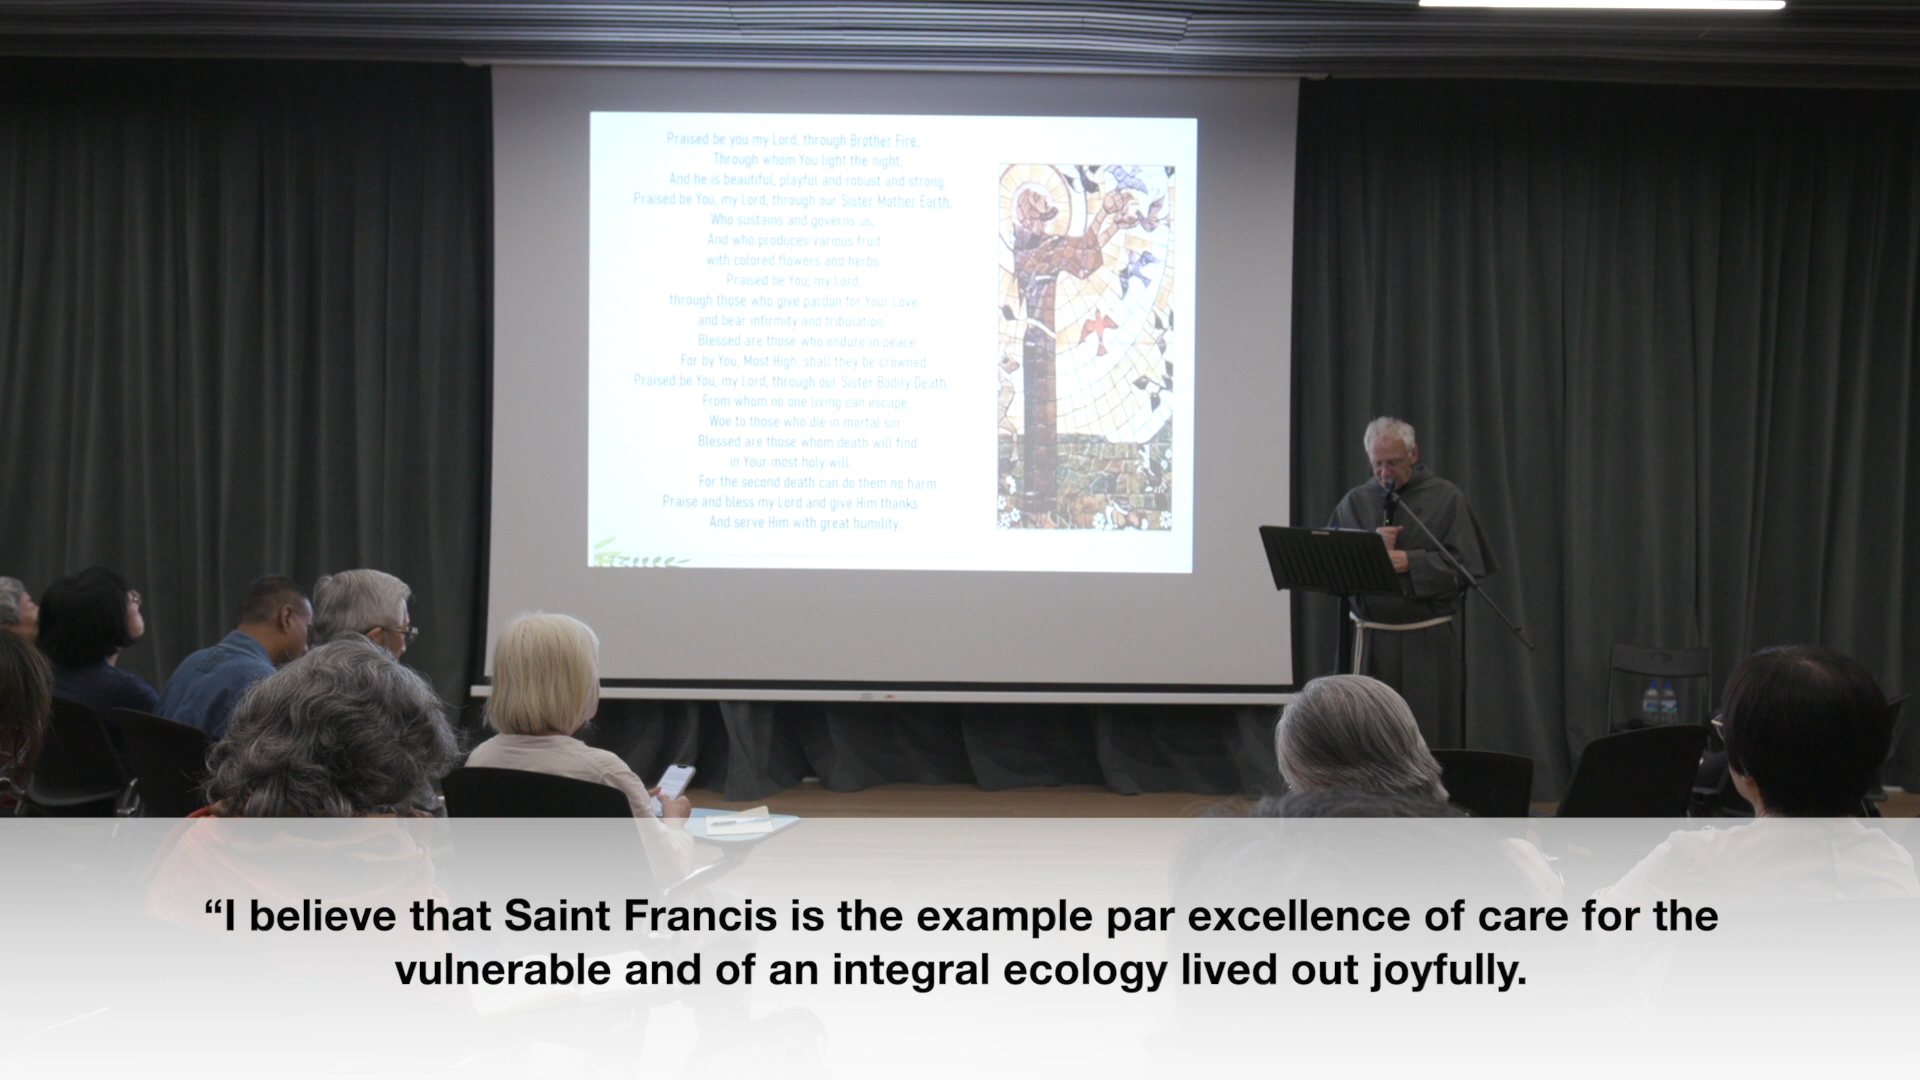 Praised be you my Lord, through Brother Fire,
Through whom You light the night,
And he is beautiful, playful and robust and strong.
Praised be You, my Lord, through our Sister Mother Earth,
Who sustains and governs us,
And who produces various fruit
with colored flowers and herbs.
Praised be You, my Lord,
through those who give pardon for Your Love
and bear infirmity and tribulation.
Blessed are those who endure in peace
For by You, Most High, shall they be crowned.
Praised be You, my Lord, through our Sister Bodily Death,
From whom no one living can escape,
Woe to those who die in mortal sin.
Blessed are those whom death will find
in Your most holy will,
For the second death can do them no harm.
Praise and bless my Lord and give Him thanks
And serve Him with great humility.
“I believe that Saint Francis is the example par excellence of care for the
vulnerable and of an integral ecology lived out joyfully.